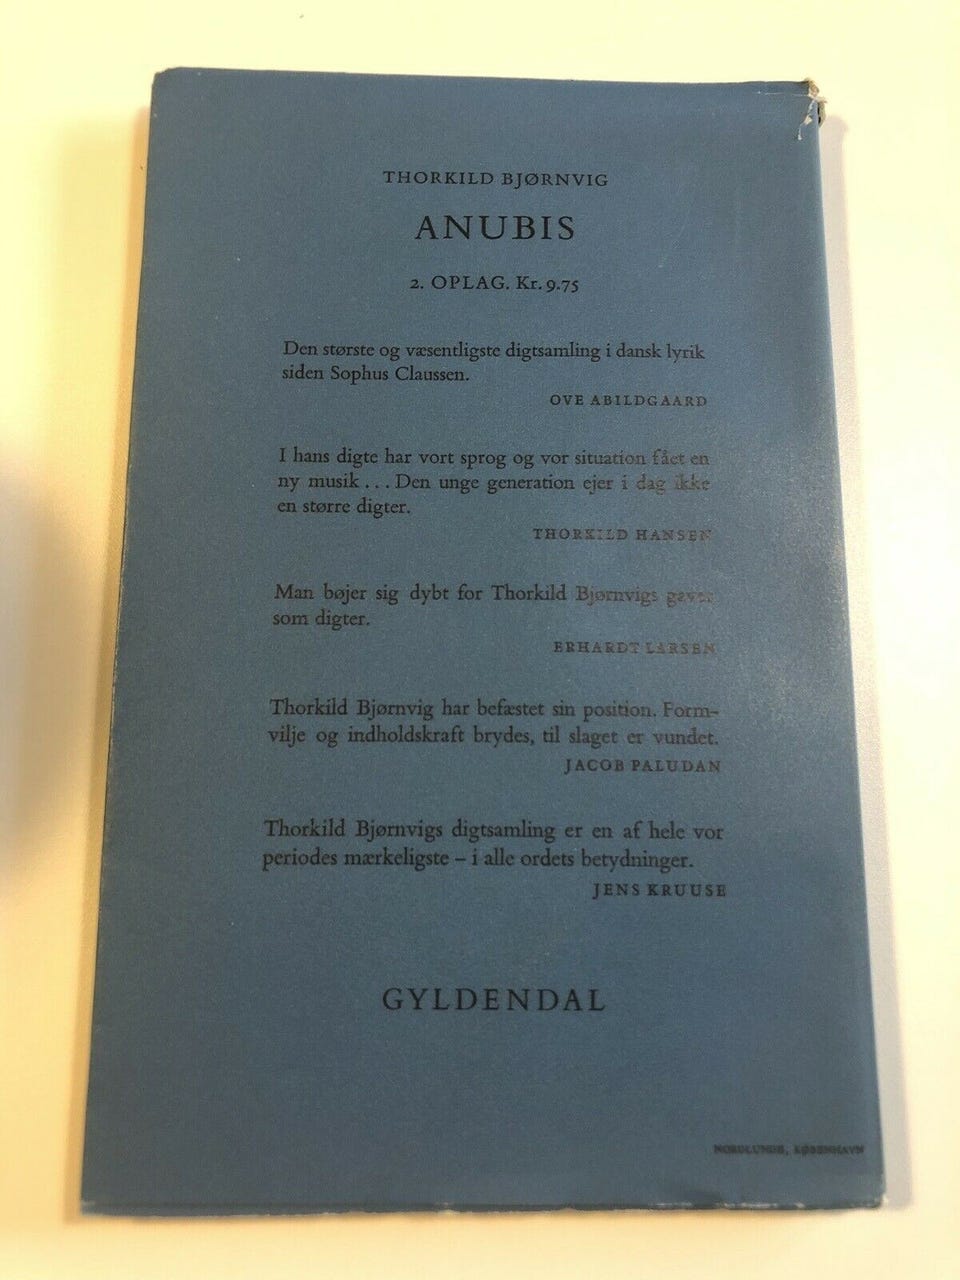 THORKILD BJØRNVIG
ANUBIS
2. OPLAG. Kr. 9.75
Den største og væsentligste digtsamling i dansk lyrik
siden Sophus Claussen.
OVE ABILDGAARD
I hans digte har vort sprog og vor situation fået en
ny musik . . . Den unge generation ejer i dag ikke
en større digter.
THORKILD HANSEN
Man bøjer sig dybt for Thorkild Bjørnvigs gaver
som digter.
ERHARDT LARSEN
Thorkild Bjørnvig har befæstet sin position. Form-
vilje og indholdskraft brydes, til slaget er vundet.
JACOB PALUDAN
Thorkild Bjørnvigs digtsamling er en af hele vor
periodes mærkeligste – i alle ordets betydninger.
JENS KRUUSE
GYLDENDAL
NORDLUNDE, KØBENHAVN